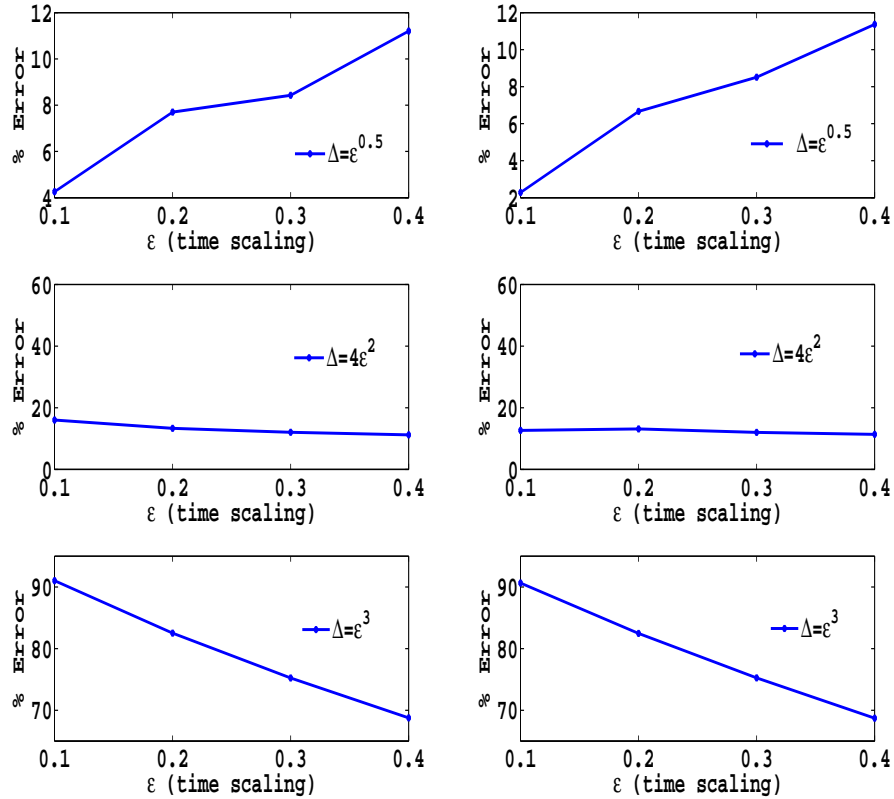 12
10
8
6
4
% Error
Δ=ε^0.5
0.1 0.2 0.3 0.4
ε (time scaling)
12
10
8
6
4
2
% Error
Δ=ε^0.5
0.1 0.2 0.3 0.4
ε (time scaling)
60
40
20
0
% Error
Δ=4ε^2
0.1 0.2 0.3 0.4
ε (time scaling)
60
40
20
0
% Error
Δ=4ε^2
0.1 0.2 0.3 0.4
ε (time scaling)
90
80
70
% Error
Δ=ε^3
0.1 0.2 0.3 0.4
ε (time scaling)
90
80
70
% Error
Δ=ε^3
0.1 0.2 0.3 0.4
ε (time scaling)